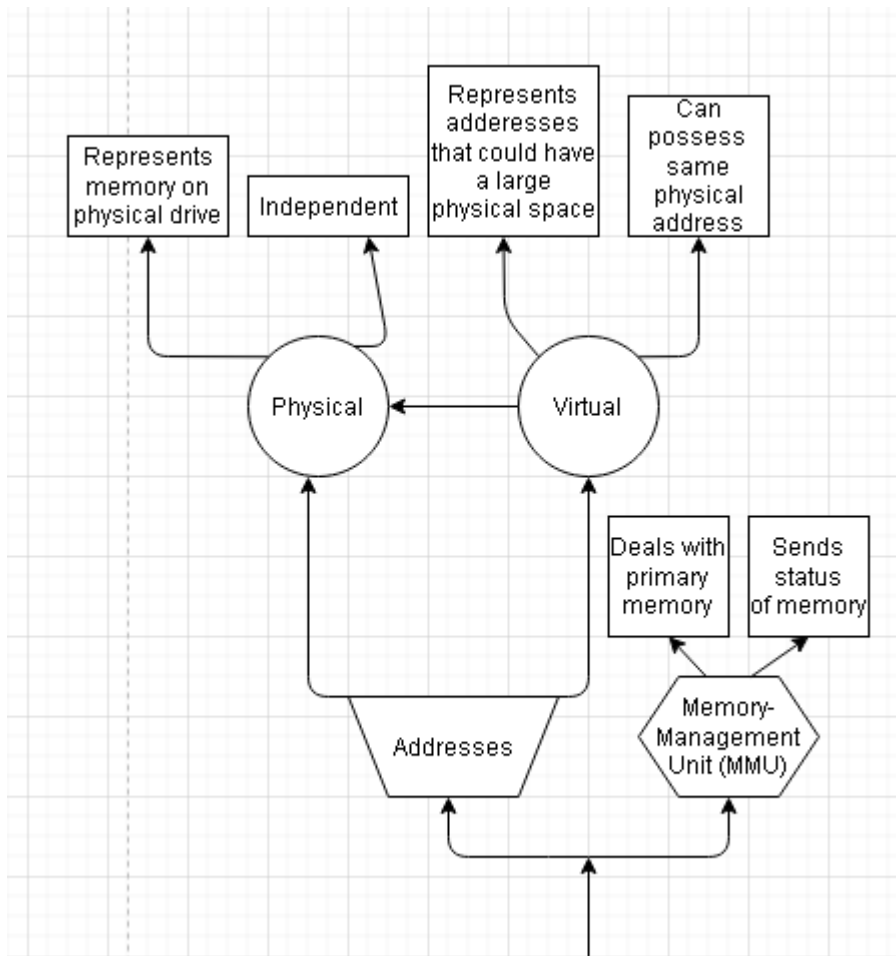 Represents
memory on
physical drive
Independent
Represents
adderesses
that could have
a large
physical space
Can
possess
same
physical
address
Physical
Virtual
Deals with
primary
memory
Sends
status
of memory
Addresses
Memory-
Management
Unit (MMU)